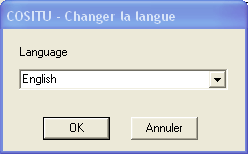 COSITU - Changer la langue
Language
English
OK
Annuler